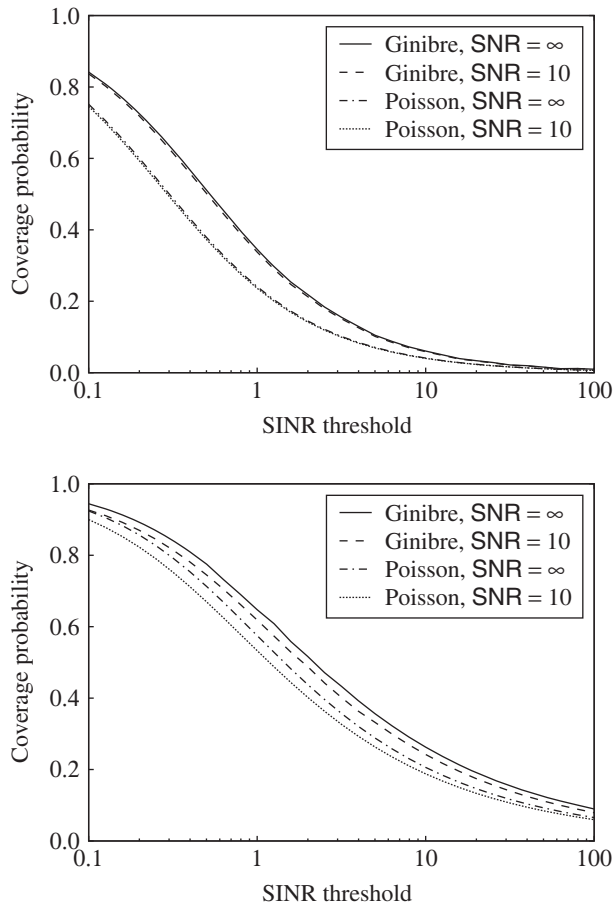 1.0
Ginibre, SNR = ∞
Ginibre, SNR = 10
Poisson, SNR = ∞
Poisson, SNR = 10
0.8
0.6
0.4
0.2
0.0
Coverage probability
0.1 1 10 100
SINR threshold
1.0
Ginibre, SNR = ∞
Ginibre, SNR = 10
Poisson, SNR = ∞
Poisson, SNR = 10
0.8
0.6
0.4
0.2
0.0
Coverage probability
0.1 1 10 100
SINR threshold